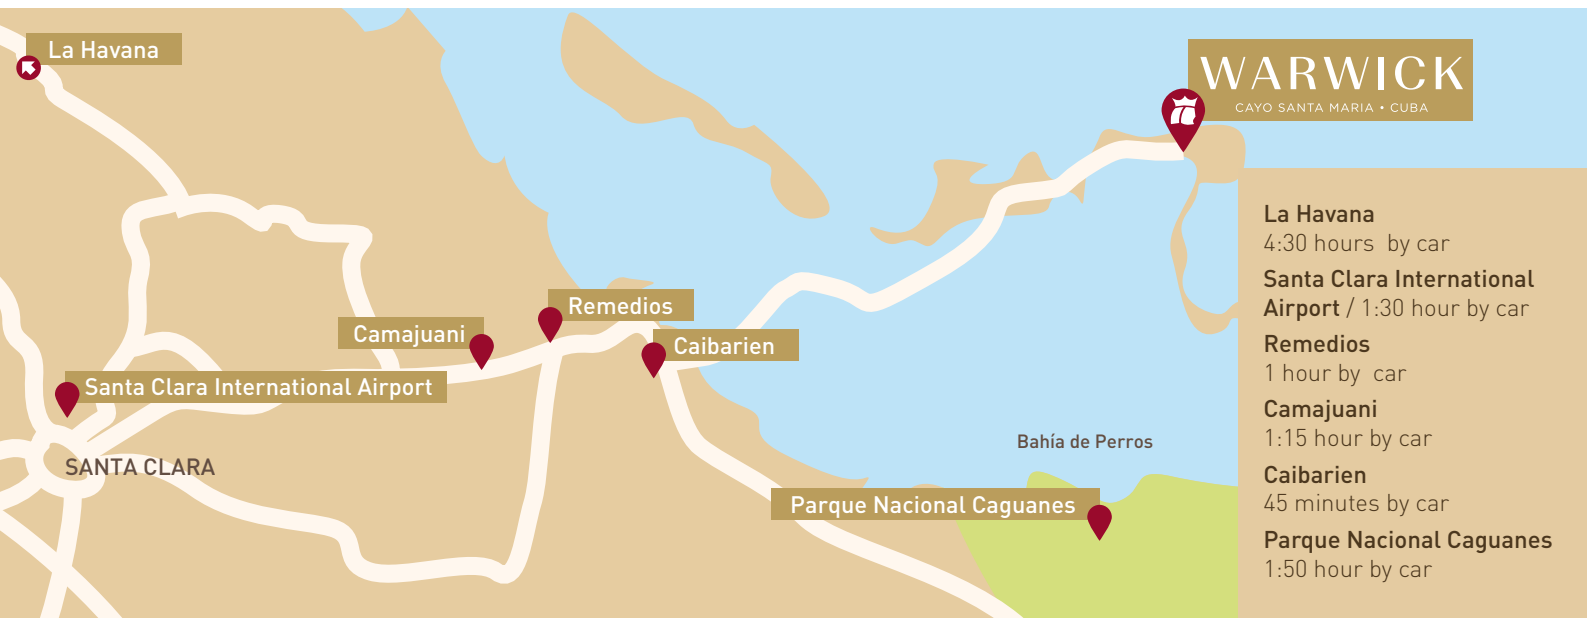 La Havana
WARWICK
CAYO SANTA MARIA • CUBA
Remedios
Camajuani
Caibarien
Santa Clara International Airport
SANTA CLARA
Bahía de Perros
Parque Nacional Caguanes
La Havana
4:30 hours  by car
Santa Clara International
Airport / 1:30 hour by car
Remedios
1 hour by  car
Camajuani
1:15 hour by car
Caibarien
45 minutes by car
Parque Nacional Caguanes
1:50 hour by car